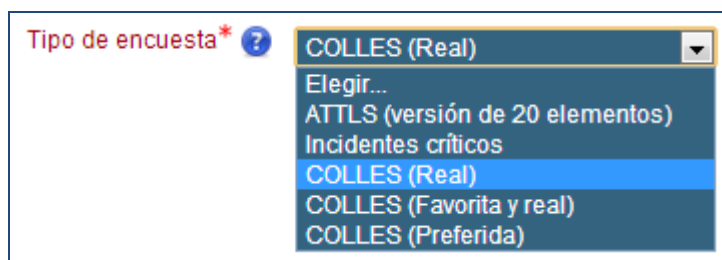 Tipo de encuesta* COLLES (Real)
Elegir...
ATTLS (versión de 20 elementos)
Incidentes críticos
COLLES (Real)
COLLES (Favorita y real)
COLLES (Preferida)